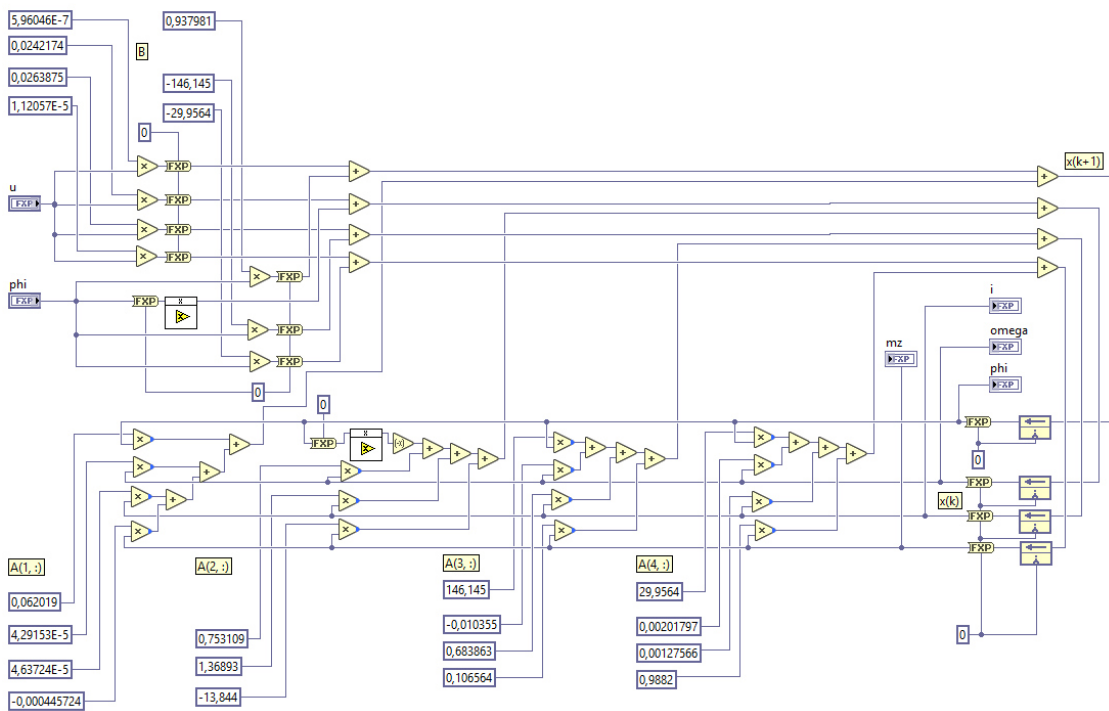 5,96046E-7
0,937981
0,0242174
B
0,0263875
-146,145
1,12057E-5
-29,9564
0
x(k+1)
FXP
u
FXP
FXP
FXP
FXP
phi
FXP
FXP
FXP
x
FXP
FXP
i
FXP
omega
FXP
mz
FXP
phi
FXP
0
0
FXP
x
(-x)
FXP
0
FXP
x(k)
FXP
FXP
A(1, :)
A(2, :)
A(3, :)
A(4, :)
0,062019
146,145
29,9564
4,29153E-5
0,753109
-0,010355
0,00201797
0
4,63724E-5
1,36893
0,683863
0,00127566
-0,000445724
-13,844
0,106564
0,9882